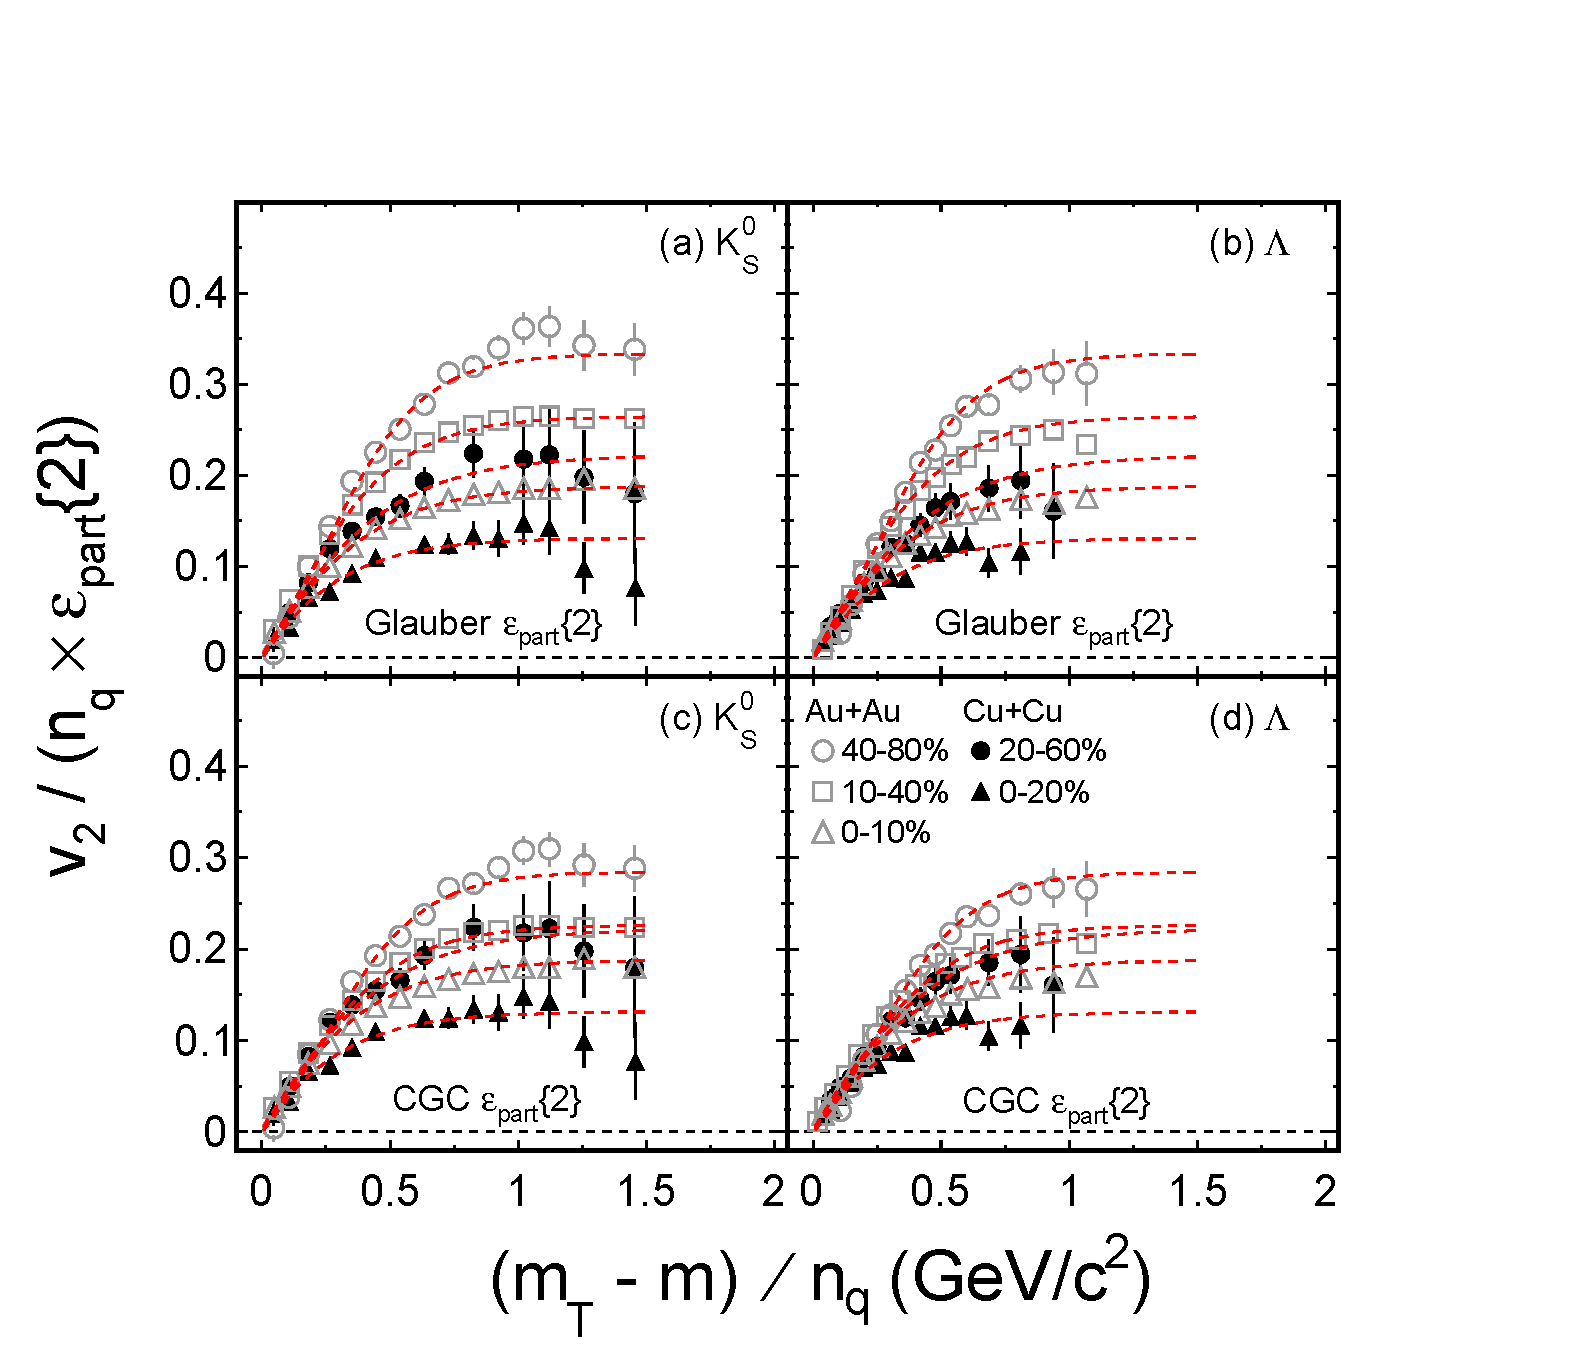 v2 / (nq × εpart{2})
(a) K0S
(b) Λ
0.4
0.3
0.2
0.1
0
Glauber εpart{2}
Glauber εpart{2}
(c) K0S
(d) Λ
Au+Au Cu+Cu
40-80% 20-60%
10-40% 0-20%
0-10%
0.4
0.3
0.2
0.1
0
CGC εpart{2}
CGC εpart{2}
0 0.5 1 1.5 2 0 0.5 1 1.5 2
(mT - m) / nq (GeV/c2)